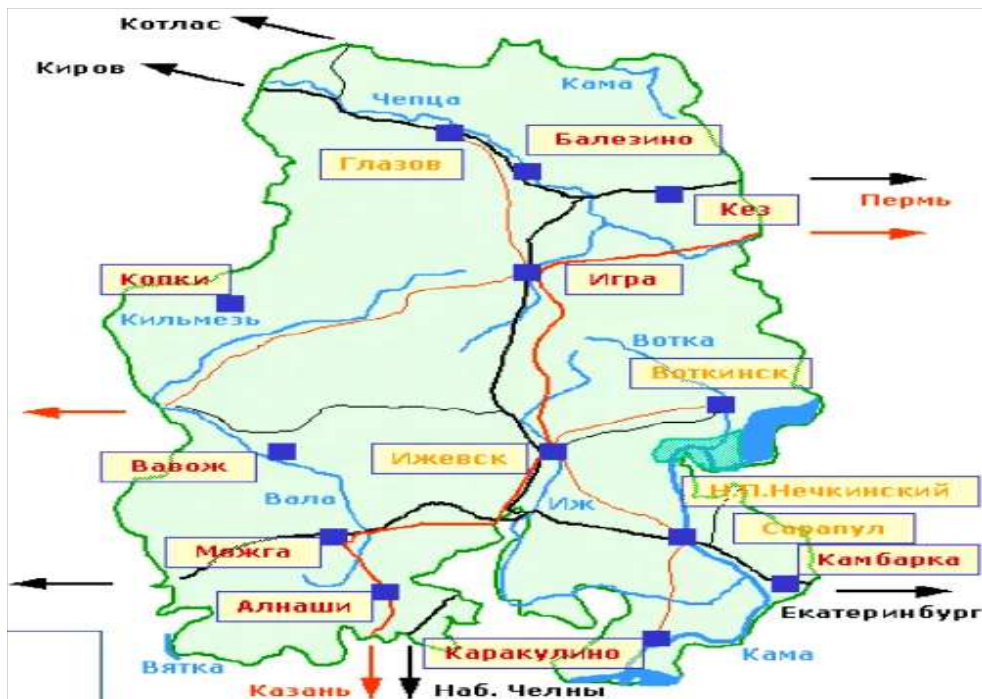 Котлас
Киров
Чепца
Кама
Балезино
Глазов
Пермь
Кез
Копки
Игра
Кильмезь
Вотка
Воткинск
Вавож
Ижевск
Вала
Иж
Н.П.Нечкинский
Сарапул
Можга
Камбарка
Алнаши
Екатеринбург
Каракулино
Кама
Вятка
Казань
Наб. Челны